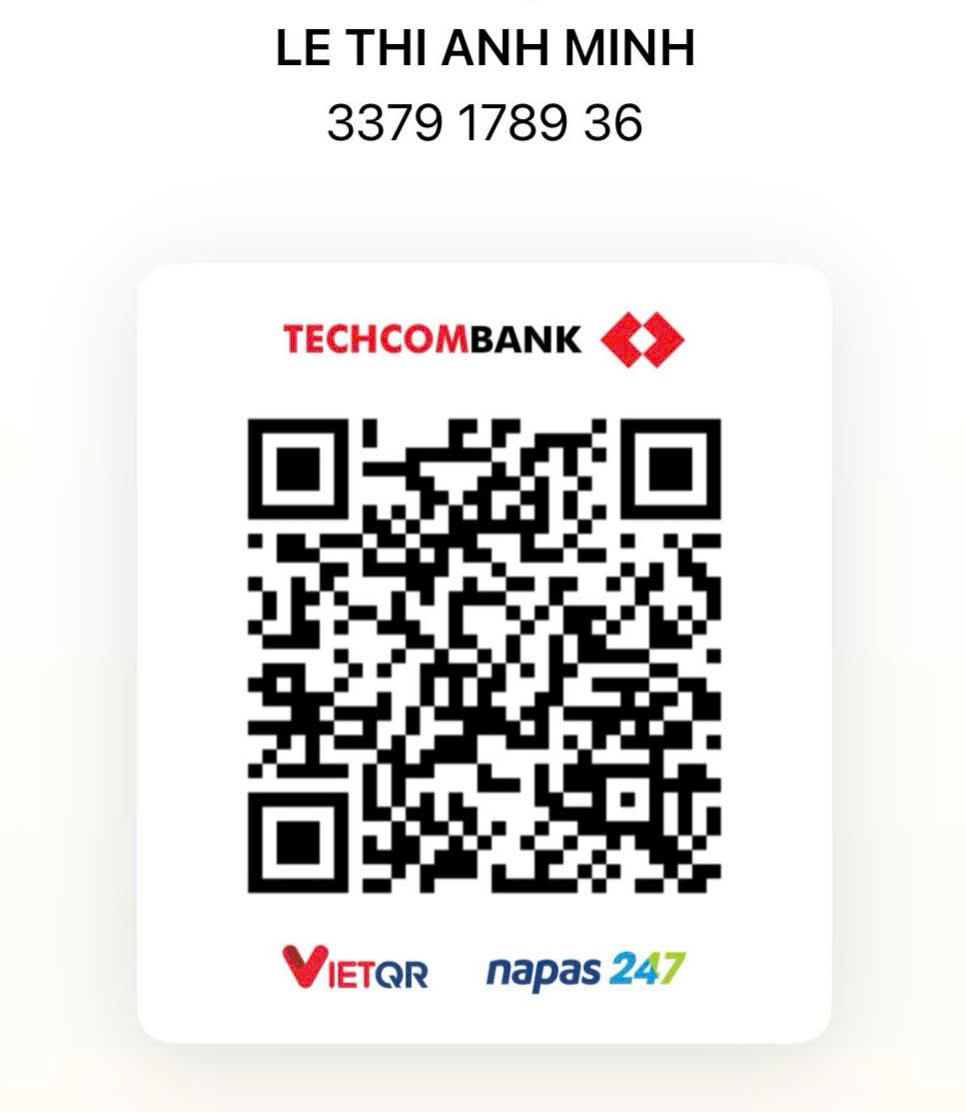 LE THI ANH MINH
3379 1789 36
TECHCOMBANK
VIETQR
napas 247